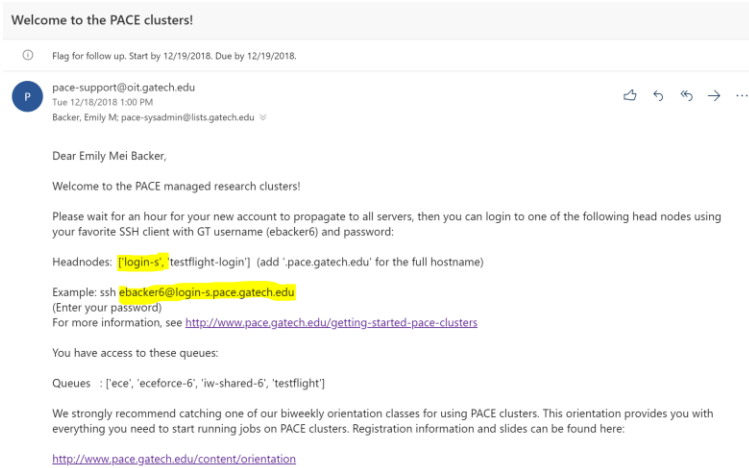 Welcome to the PACE clusters!
Flag for follow up. Start by 12/19/2018. Due by 12/19/2018.
P
pace-support@oit.gatech.edu
Tue 12/18/2018 1:00 PM
Backer, Emily M; pace-sysadmin@lists.gatech.edu
Dear Emily Mei Backer,
Welcome to the PACE managed research clusters!
Please wait for an hour for your new account to propagate to all servers, then you can login to one of the following head nodes using
your favorite SSH client with GT username (ebacker6) and password:
Headnodes: ['login-s', 'testflight-login'] (add '.pace.gatech.edu' for the full hostname)
Example: ssh ebacker6@login-s.pace.gatech.edu
(Enter your password)
For more information, see http://www.pace.gatech.edu/getting-started-pace-clusters
You have access to these queues:
Queues : ['ece', 'eceforce-6', 'iw-shared-6', 'testflight']
We strongly recommend catching one of our biweekly orientation classes for using PACE clusters. This orientation provides you with
everything you need to start running jobs on PACE clusters. Registration information and slides can be found here:
http://www.pace.gatech.edu/content/orientation